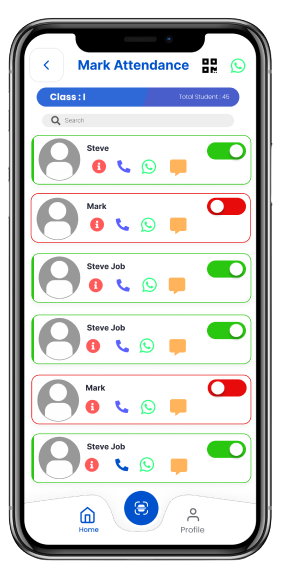 Mark Attendance
Class : I
Total Student : 45
Search
Steve
Mark
Steve Job
Steve Job
Mark
Steve Job
Home
Profile